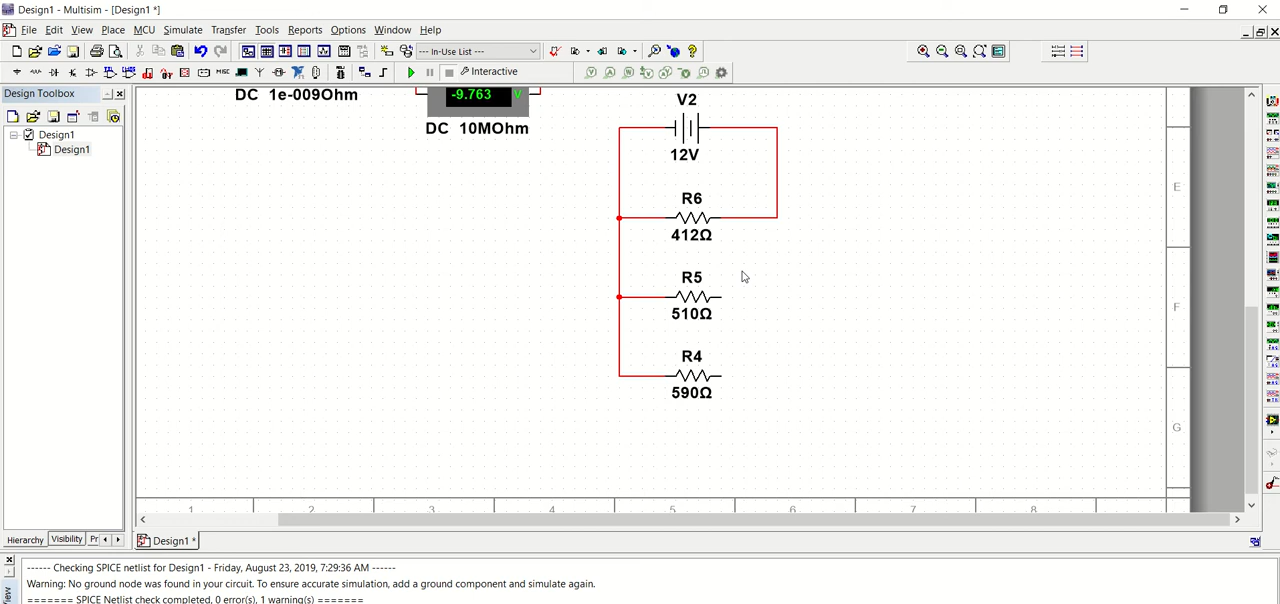 Design1 - Multisim - [Design1 *]
File Edit View Place MCU Simulate Transfer Tools Reports Options Window Help
--- In-Use List ---
MISC Interactive
Design Toolbox
Design1
Design1
DC 1e-009Ohm
-9.763 V
DC 10MOhm
V2
12V
R6
412Ω
R5
510Ω
R4
590Ω
E
F
G
1 2 3 4 5 6 7 8
Hierarchy Visibility Pr
Design1 *
------ Checking SPICE netlist for Design1 - Friday, August 23, 2019, 7:29:36 AM ------
Warning: No ground node was found in your circuit. To ensure accurate simulation, add a ground component and simulate again.
======= SPICE Netlist check completed, 0 error(s), 1 warning(s) =======